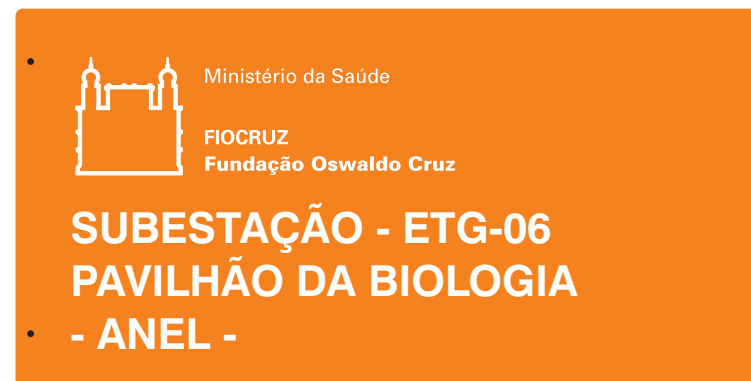 Ministério da Saúde
FIOCRUZ
Fundação Oswaldo Cruz
SUBESTAÇÃO - ETG-06
PAVILHÃO DA BIOLOGIA
- ANEL -